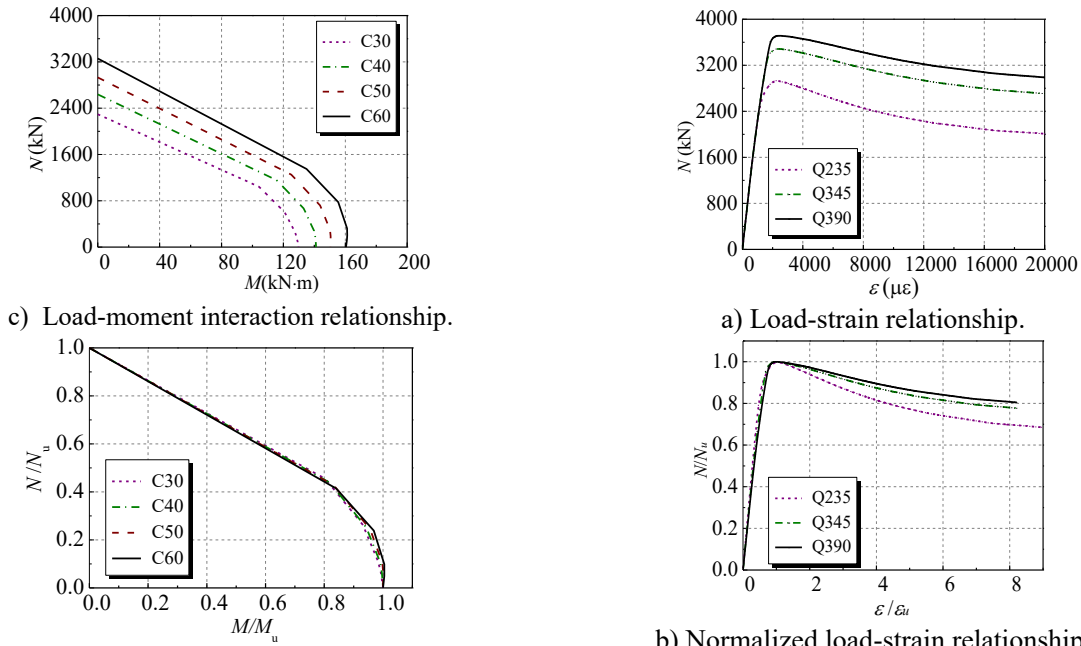 4000
3200
2400
1600
800
0
N (kN)
C30
C40
C50
C60
0 40 80 120 160 200
M(kN·m)
c) Load-moment interaction relationship.
1.0
0.8
0.6
0.4
0.2
0.0
N/Nu
C30
C40
C50
C60
0.0 0.2 0.4 0.6 0.8 1.0
M/Mu
4000
3200
2400
1600
800
0
N (kN)
Q235
Q345
Q390
4000 8000 12000 16000 20000
ε (με)
a) Load-strain relationship.
1.0
0.8
0.6
0.4
0.2
0.0
N/Nu
Q235
Q345
Q390
0 2 4 6 8
ε/εu
b) Normalized load-strain relationship